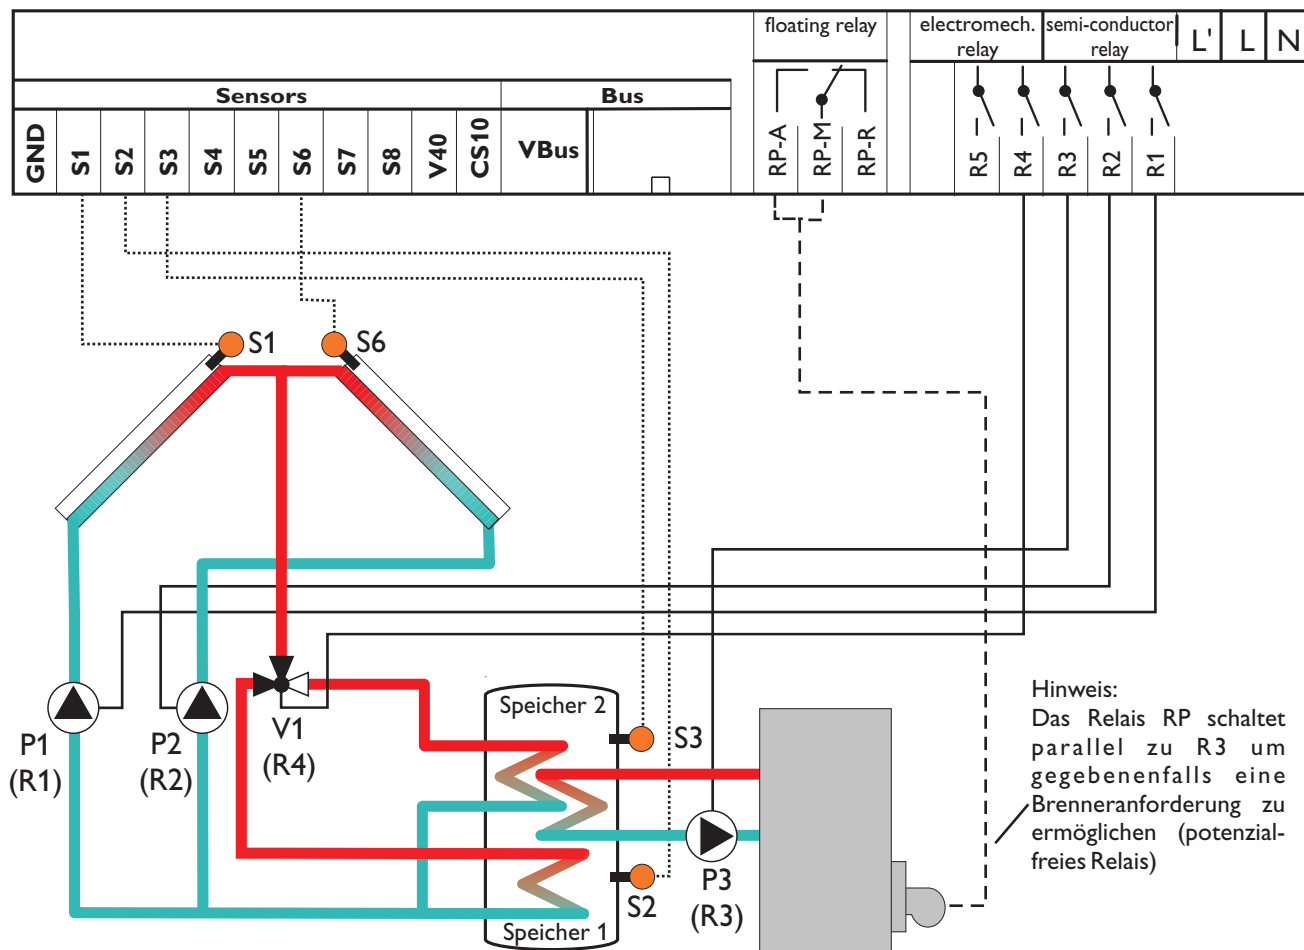 floating relay
electromech.
relay
semi-conductor
relay
L'
L
N
Sensors
Bus
GND
S1
S2
S3
S4
S5
S6
S7
S8
V40
CS10
VBus
RP-A
RP-M
RP-R
R5
R4
R3
R2
R1
S1
S6
P1
(R1)
P2
(R2)
V1
(R4)
Speicher 2
S3
S2
Speicher 1
P3
(R3)
Hinweis:
Das Relais RP schaltet
parallel zu R3 um
gegebenenfalls eine
Brenneranforderung zu
ermöglichen (potenzial-
freies Relais)